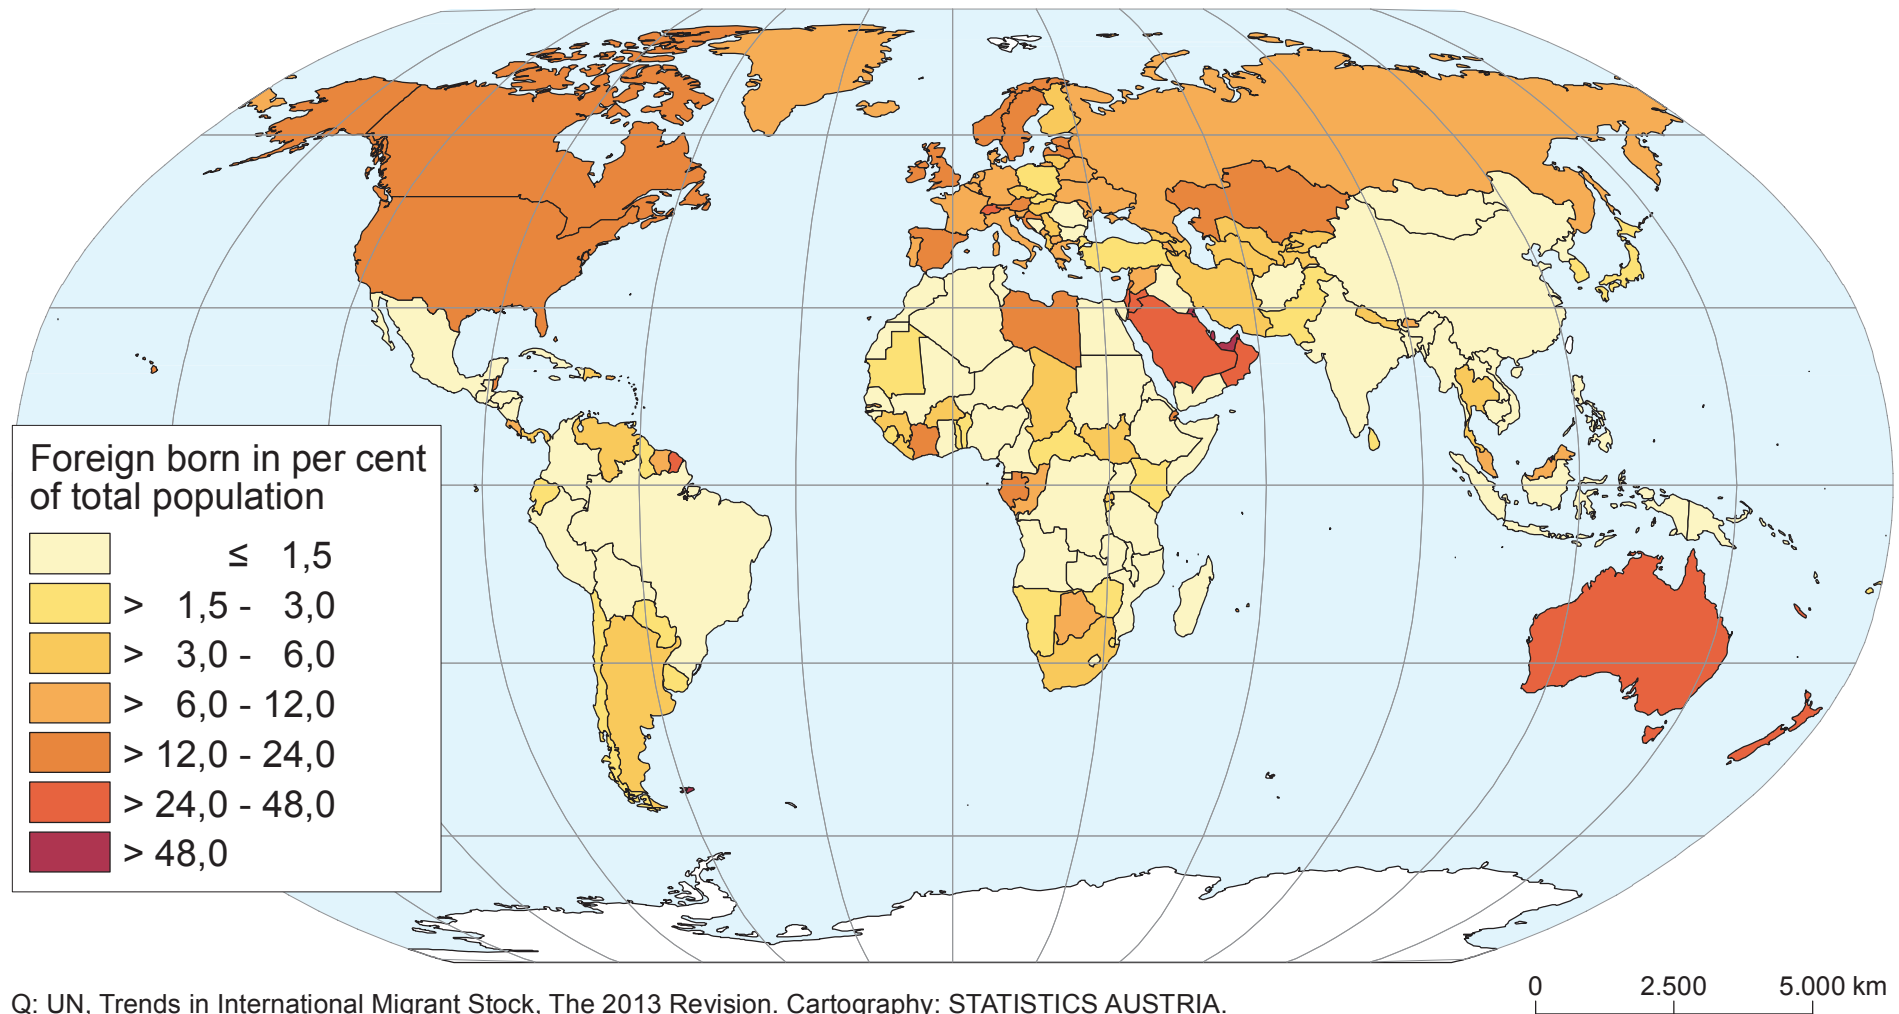 Foreign born in per cent
of total population
≤ 1,5
> 1,5 - 3,0
> 3,0 - 6,0
> 6,0 - 12,0
> 12,0 - 24,0
> 24,0 - 48,0
> 48,0
0 2.500 5.000 km
Q: UN, Trends in International Migrant Stock, The 2013 Revision. Cartography: STATISTICS AUSTRIA.